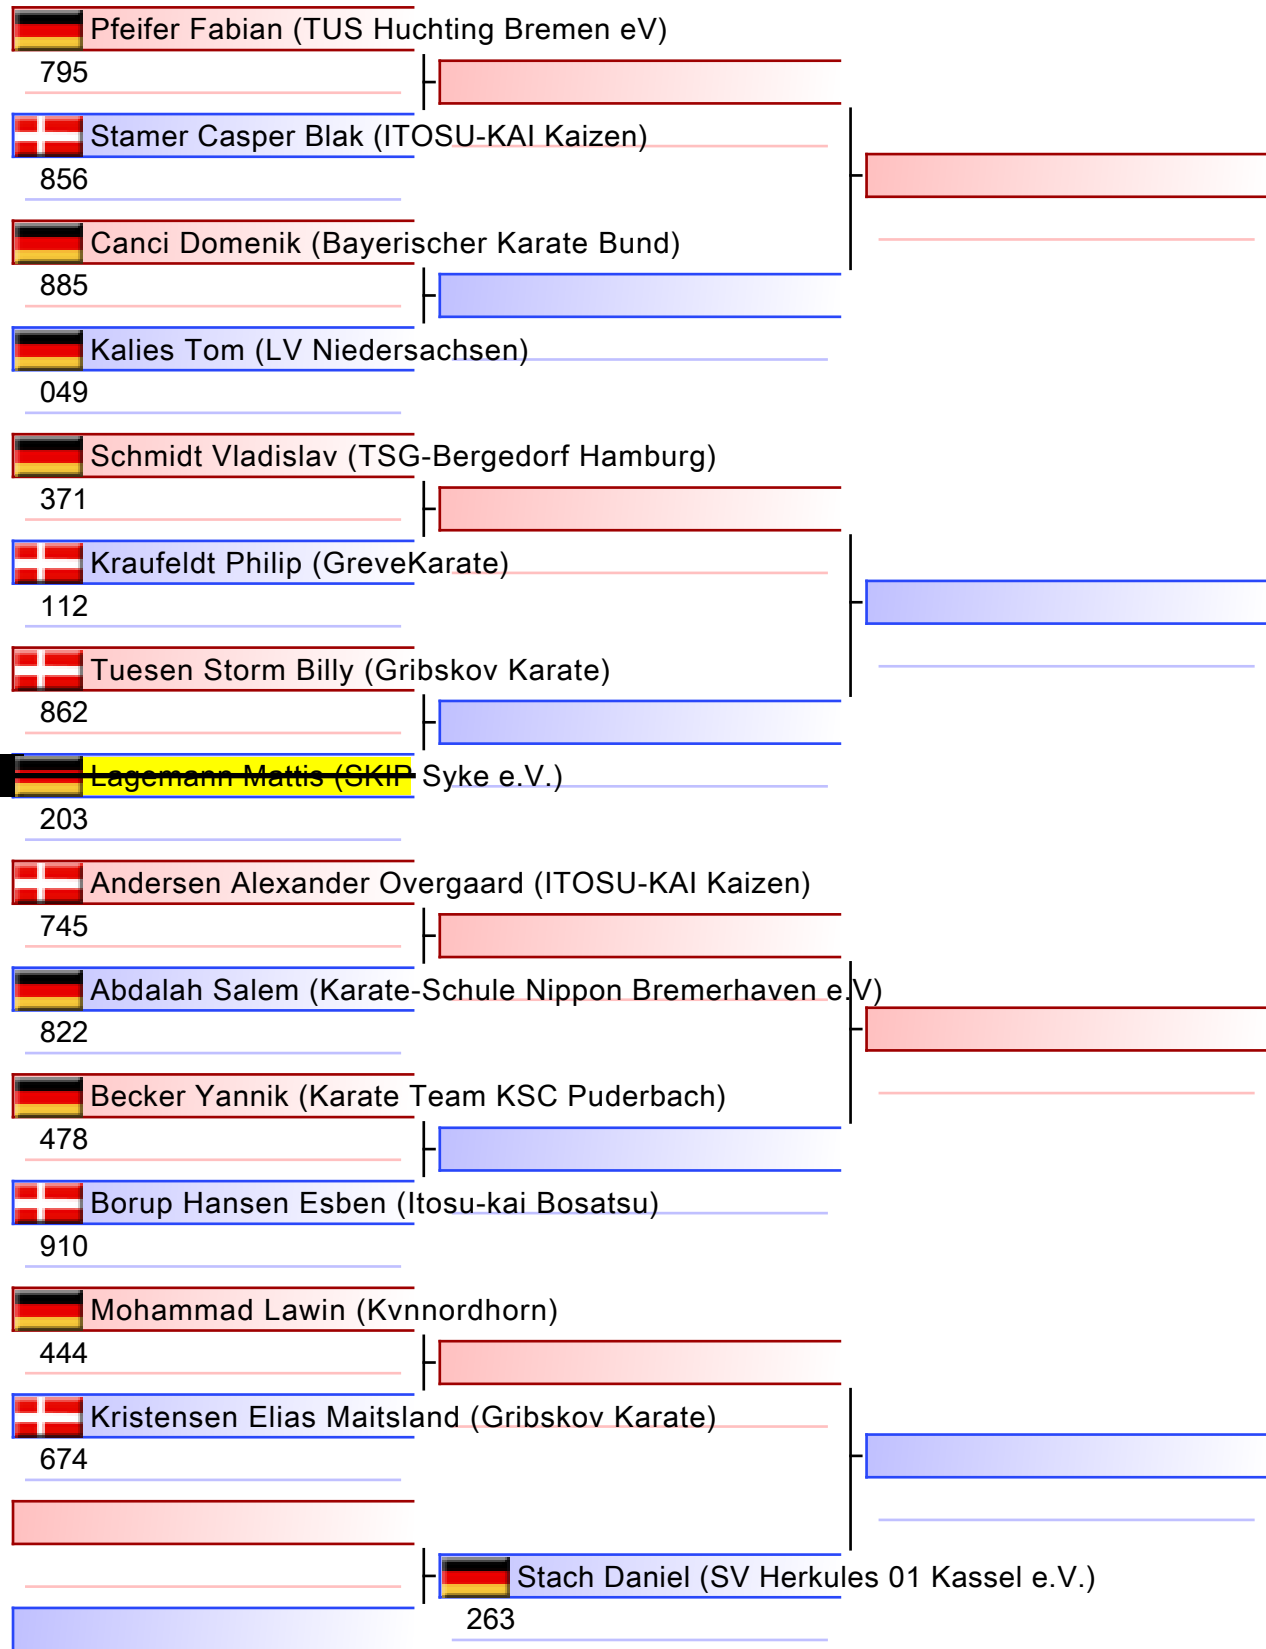 Pfeifer Fabian (TUS Huchting Bremen eV)
795
Stamer Casper Blak (ITOSU-KAI Kaizen)
856
Canci Domenik (Bayerischer Karate Bund)
885
Kalies Tom (LV Niedersachsen)
049
Schmidt Vladislav (TSG-Bergedorf Hamburg)
371
Kraufeldt Philip (GreveKarate)
112
Tuesen Storm Billy (Gribskov Karate)
862
Lagemann Mattis (SKIP Syke e.V.)
203
Andersen Alexander Overgaard (ITOSU-KAI Kaizen)
745
Abdalah Salem (Karate-Schule Nippon Bremerhaven e.V)
822
Becker Yannik (Karate Team KSC Puderbach)
478
Borup Hansen Esben (Itosu-kai Bosatsu)
910
Mohammad Lawin (Kvnnordhorn)
444
Kristensen Elias Maitsland (Gribskov Karate)
674
Stach Daniel (SV Herkules 01 Kassel e.V.)
263